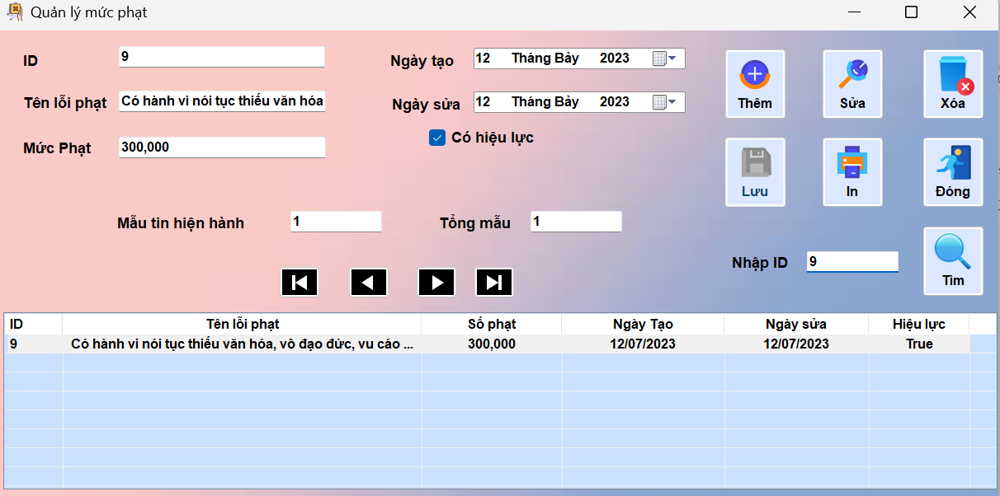 Quản lý mức phạt
ID
9
Ngày tạo
12 Tháng Bảy 2023
Tên lỗi phạt
Có hành vi nói tục thiếu văn hóa
Ngày sửa
12 Tháng Bảy 2023
Có hiệu lực
Mức Phạt
300,000
Thêm
Sửa
Xóa
Lưu
In
Đóng
Mẫu tin hiện hành
1
Tổng mẫu
1
Nhập ID
9
Tìm
ID Tên lỗi phạt Số phạt Ngày Tạo Ngày sửa Hiệu lực
9 Có hành vi nói tục thiếu văn hóa, vô đạo đức, vu cáo ... 300,000 12/07/2023 12/07/2023 True